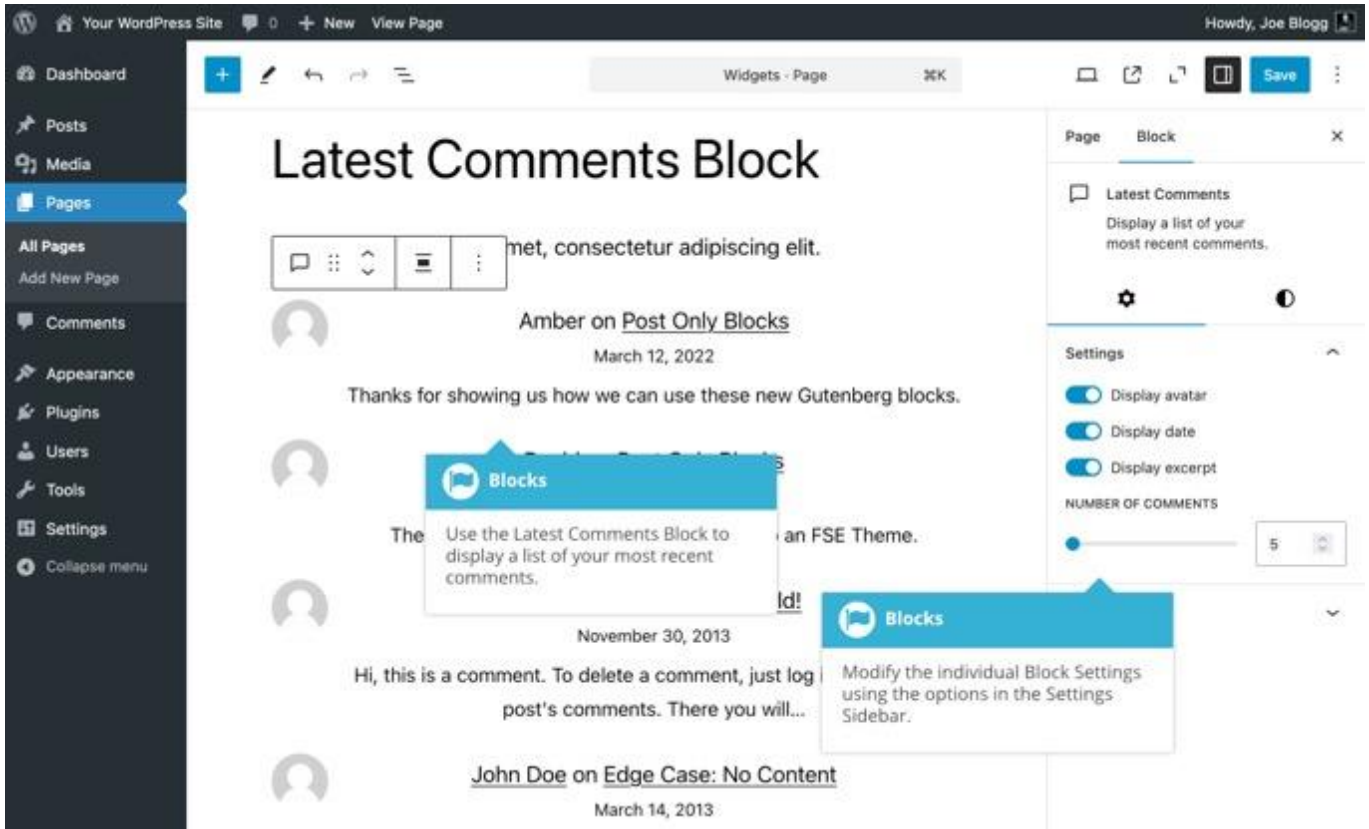 Your WordPress Site 0 + New View Page Howdy, Joe Blogg
Dashboard
Posts
Media
Pages
All Pages
Add New Page
Comments
Appearance
Plugins
Users
Tools
Settings
Collapse menu
Widgets · Page ⌘K
Save
Latest Comments Block
met, consectetur adipiscing elit.
Amber on Post Only Blocks
March 12, 2022
Thanks for showing us how we can use these new Gutenberg blocks.
The
an FSE Theme.
ld!
November 30, 2013
Hi, this is a comment. To delete a comment, just log
post's comments. There you will...
John Doe on Edge Case: No Content
March 14, 2013
Blocks
Use the Latest Comments Block to
display a list of your most recent
comments.
Page Block
Latest Comments
Display a list of your
most recent comments.
Settings
Display avatar
Display date
Display excerpt
NUMBER OF COMMENTS
5
Blocks
Modify the individual Block Settings
using the options in the Settings
Sidebar.